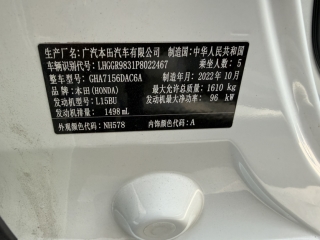 生产厂名：广汽本田汽车有限公司 制造国：中华人民共和国
车辆识别代号：LHGGR9831P8022467 乘坐人数：5
整车型号：GHA7156DAC6A 制造年月：2022年10月
品牌：本田(HONDA) 最大允许总质量：1610 kg
发动机型号：L15BU 发动机最大净功率：96 kW
发动机排量：1498 mL
外观颜色代码：NH578 内饰颜色代码：A